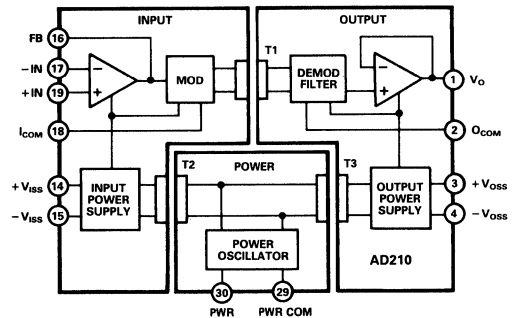 INPUT
OUTPUT
FB 16
-IN 17
+IN 19
ICOM 18
MOD
T1
DEMOD
FILTER
1 VO
2 OCOM
T2
POWER
T3
+VISS 14
-VISS 15
INPUT
POWER
SUPPLY
OUTPUT
POWER
SUPPLY
3 +VOSS
4 -VOSS
POWER
OSCILLATOR
AD210
30
29
PWR
PWR COM